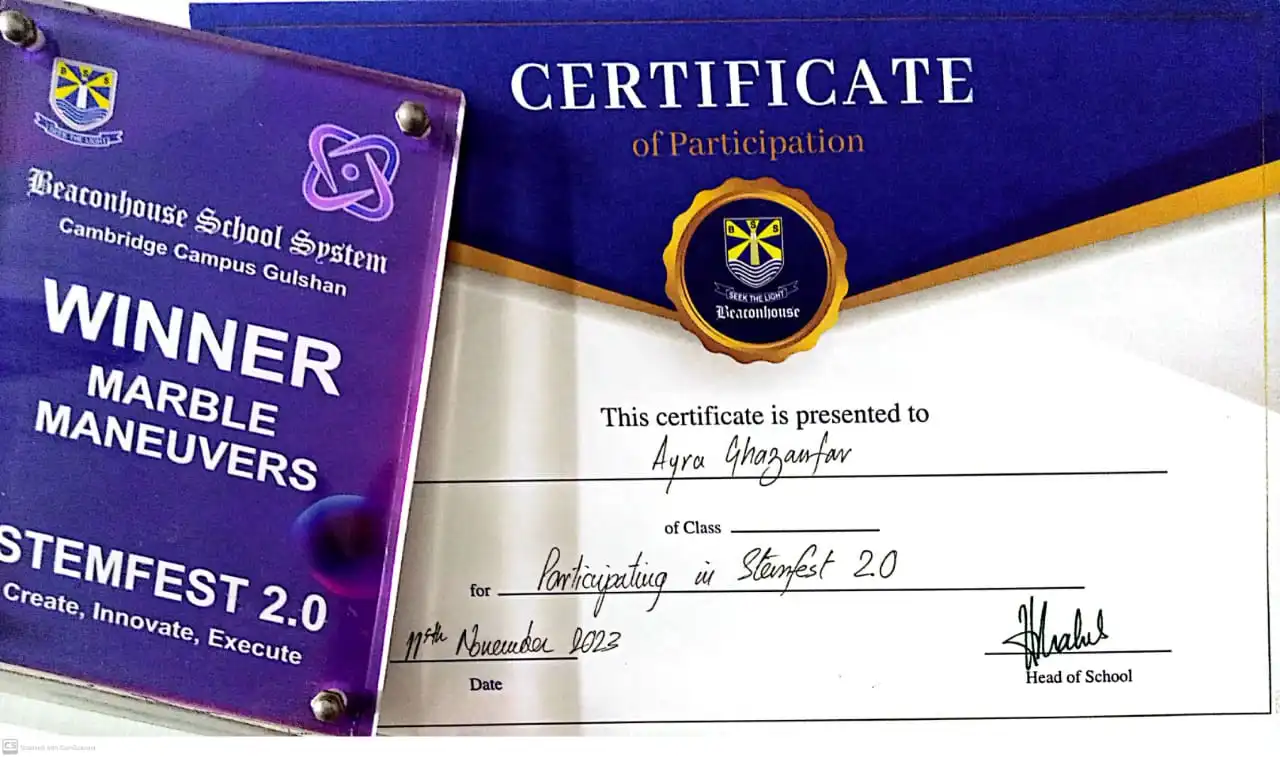 B S S
SEEK THE LIGHT
Beaconhouse School System
Cambridge Campus Gulshan
WINNER
MARBLE
MANEUVERS
STEMFEST 2.0
Create, Innovate, Execute
CERTIFICATE
of Participation
B S S
SEEK THE LIGHT
Beaconhouse
This certificate is presented to
Ayra Ghazanfar
of Class
for Participating in Stemfest 2.0
November 2023
Date
Head of School
CS Scanned with CamScanner